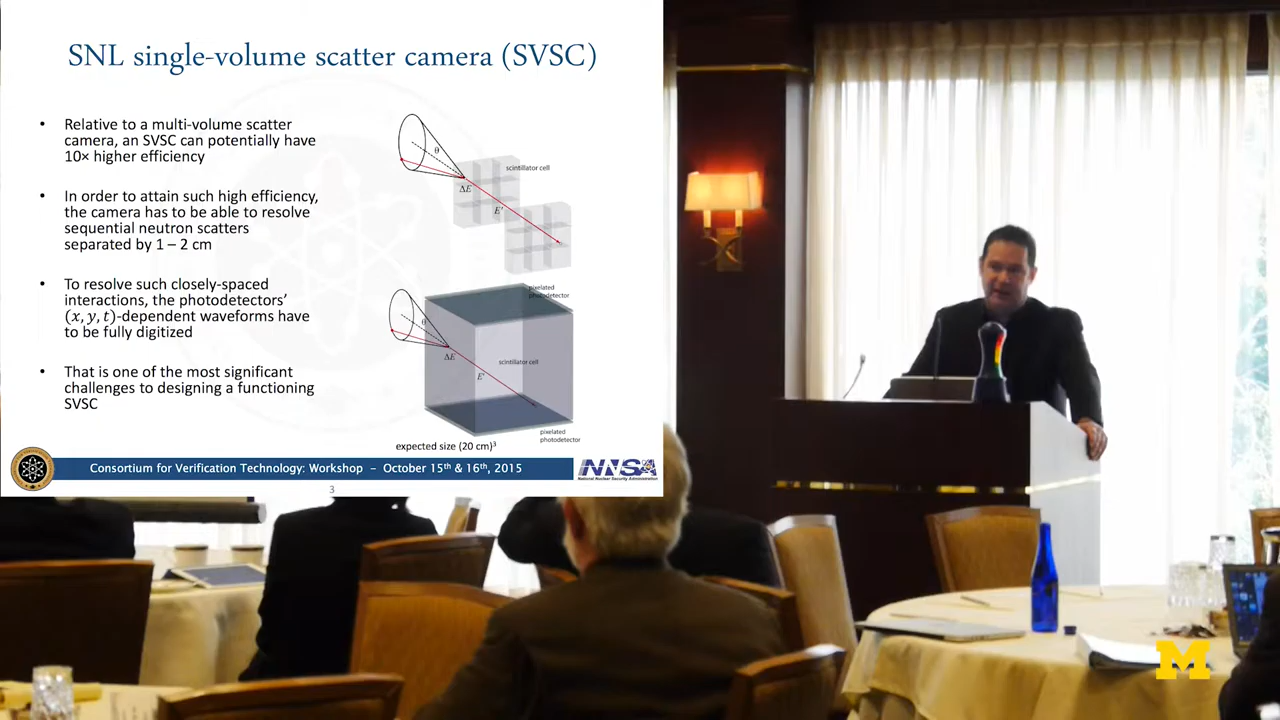 SNL single-volume scatter camera (SVSC)
• Relative to a multi-volume scatter
camera, an SVSC can potentially have
10× higher efficiency
• In order to attain such high efficiency,
the camera has to be able to resolve
sequential neutron scatters
separated by 1 – 2 cm
• To resolve such closely-spaced
interactions, the photodetectors'
(x, y, t)-dependent waveforms have
to be fully digitized
• That is one of the most significant
challenges to designing a functioning
SVSC
θ
scintillator cell
ΔE
E'
pixelated
photodetector
θ
ΔE
scintillator cell
E'
pixelated
photodetector
expected size (20 cm)³
Consortium for Verification Technology: Workshop – October 15th & 16th, 2015
NNSA
National Nuclear Security Administration
3
M